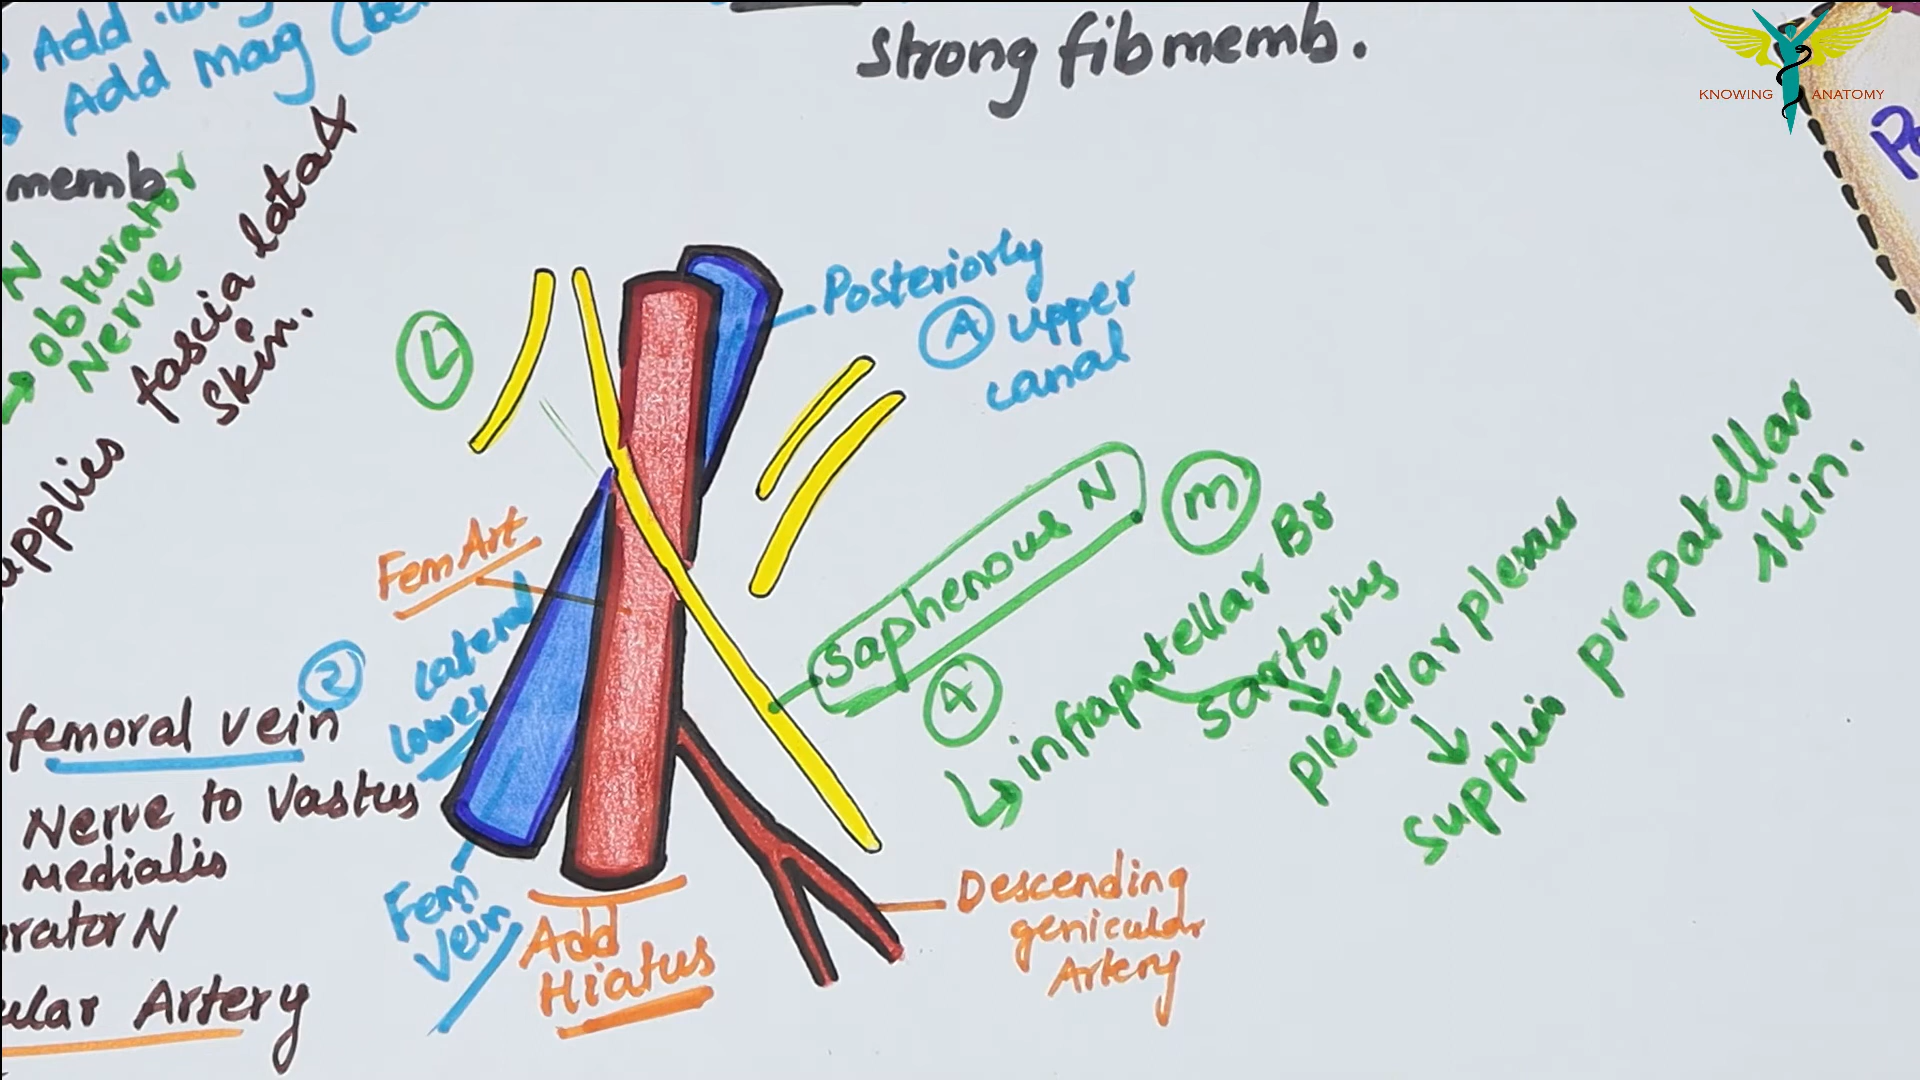 Add
Add mag (be
strong fib memb.
KNOWING ANATOMY
memb
N
Obturator
Nerve
supplies fascia lata &
skin.
L
Posteriorly
A upper
canal
Fem Art
Lateral
lower
Saphenous N
M
4
infrapatellar Br
sartorius
pletellar plexus
supplies prepatellar
skin.
femoral vein 2
Nerve to Vastus
medialis
rator N
ular Artery
Fem
Vein
Add
Hiatus
Descending
genicular
Artery